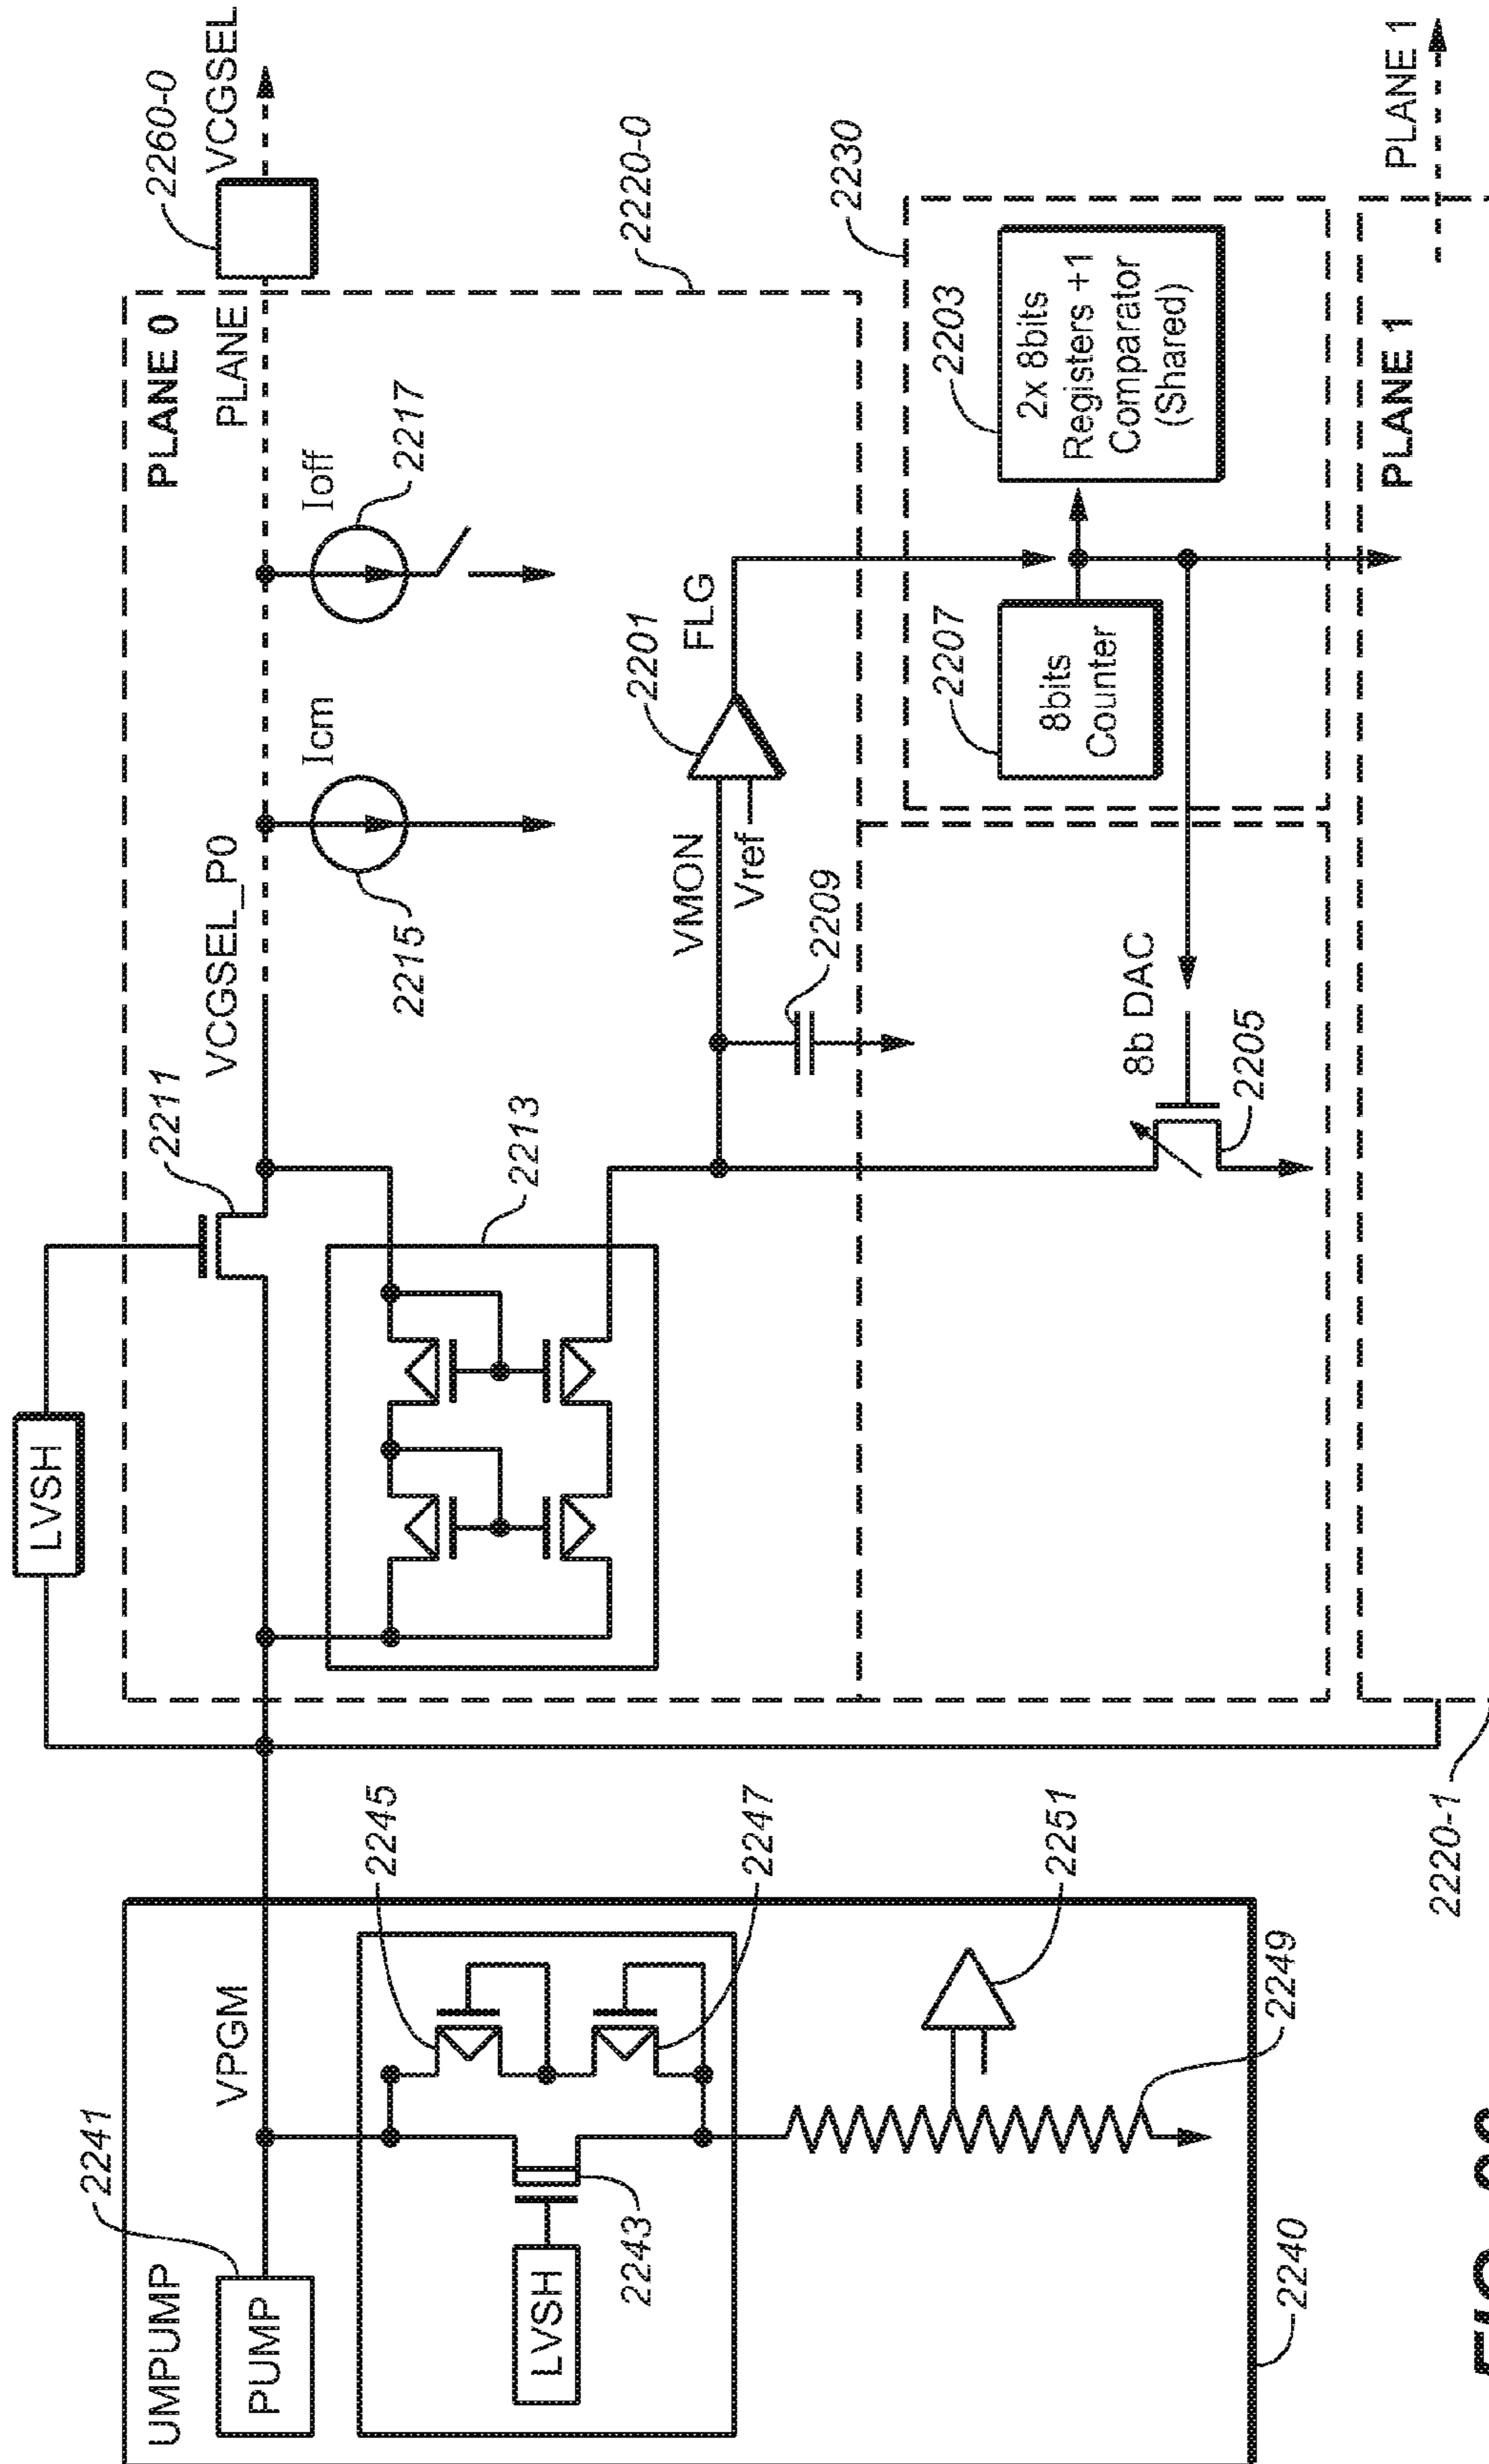 LVSH
2211
VCGSEL_P0
PLANE 0
PLANE
2260-0
VCGSEL
Icm
2215
Ioff
2217
2220-0
2213
2201
FLG
VMON
Vref
2209
2230
2203
2x 8bits
Registers +1
Comparator
(Shared)
2207
8bits
Counter
8b DAC
2205
PLANE 1
PLANE 1
2220-1
UMPUMP
2241
PUMP
VPGM
2245
2247
LVSH
2243
2251
2249
2240